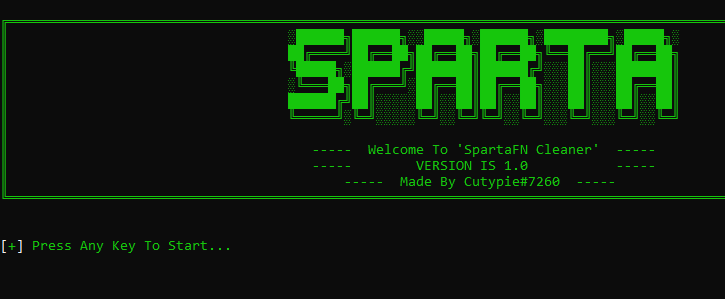 SPARTA
----- Welcome To 'SpartaFN Cleaner' -----
----- VERSION IS 1.0 -----
----- Made By Cutypie#7260 -----
[+] Press Any Key To Start...